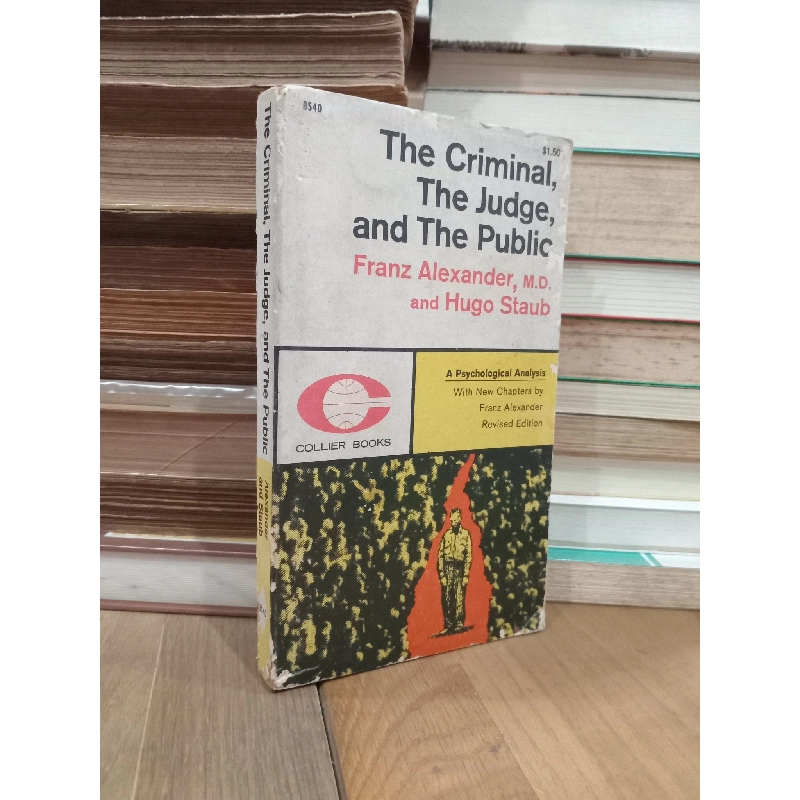 BS40
$1.50
The Criminal,
The Judge,
and The Public
Franz Alexander, M.D.
and Hugo Staub
COLLIER BOOKS
A Psychological Analysis
With New Chapters by
Franz Alexander
Revised Edition
The Criminal, The Judge, and The Public
Alexander
and Staub